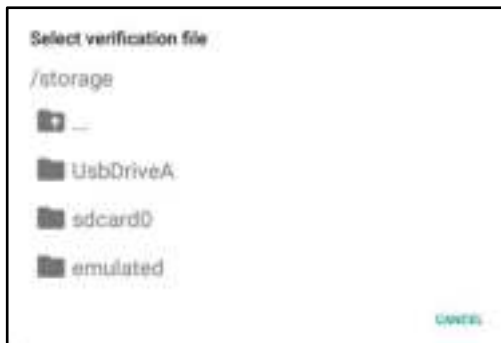 Select verification file
/storage
...
UsbDriveA
sdcard0
emulated
CANCEL